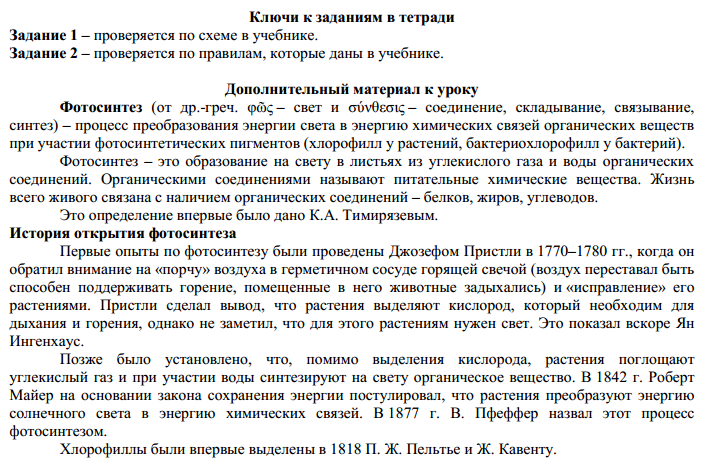 Ключи к заданиям в тетради
Задание 1 – проверяется по схеме в учебнике.
Задание 2 – проверяется по правилам, которые даны в учебнике.
Дополнительный материал к уроку
Фотосинтез (от др.-греч. φῶς – свет и σύνθεσις – соединение, складывание, связывание,
синтез) – процесс преобразования энергии света в энергию химических связей органических веществ
при участии фотосинтетических пигментов (хлорофилл у растений, бактериохлорофилл у бактерий).
Фотосинтез – это образование на свету в листьях из углекислого газа и воды органических
соединений. Органическими соединениями называют питательные химические вещества. Жизнь
всего живого связана с наличием органических соединений – белков, жиров, углеводов.
Это определение впервые было дано К.А. Тимирязевым.
История открытия фотосинтеза
Первые опыты по фотосинтезу были проведены Джозефом Пристли в 1770–1780 гг., когда он
обратил внимание на «порчу» воздуха в герметичном сосуде горящей свечой (воздух переставал быть
способен поддерживать горение, помещенные в него животные задыхались) и «исправление» его
растениями. Пристли сделал вывод, что растения выделяют кислород, который необходим для
дыхания и горения, однако не заметил, что для этого растениям нужен свет. Это показал вскоре Ян
Ингенхаус.
Позже было установлено, что, помимо выделения кислорода, растения поглощают
углекислый газ и при участии воды синтезируют на свету органическое вещество. В 1842 г. Роберт
Майер на основании закона сохранения энергии постулировал, что растения преобразуют энергию
солнечного света в энергию химических связей. В 1877 г. В. Пфеффер назвал этот процесс
фотосинтезом.
Хлорофиллы были впервые выделены в 1818 П. Ж. Пельтье и Ж. Кавенту.